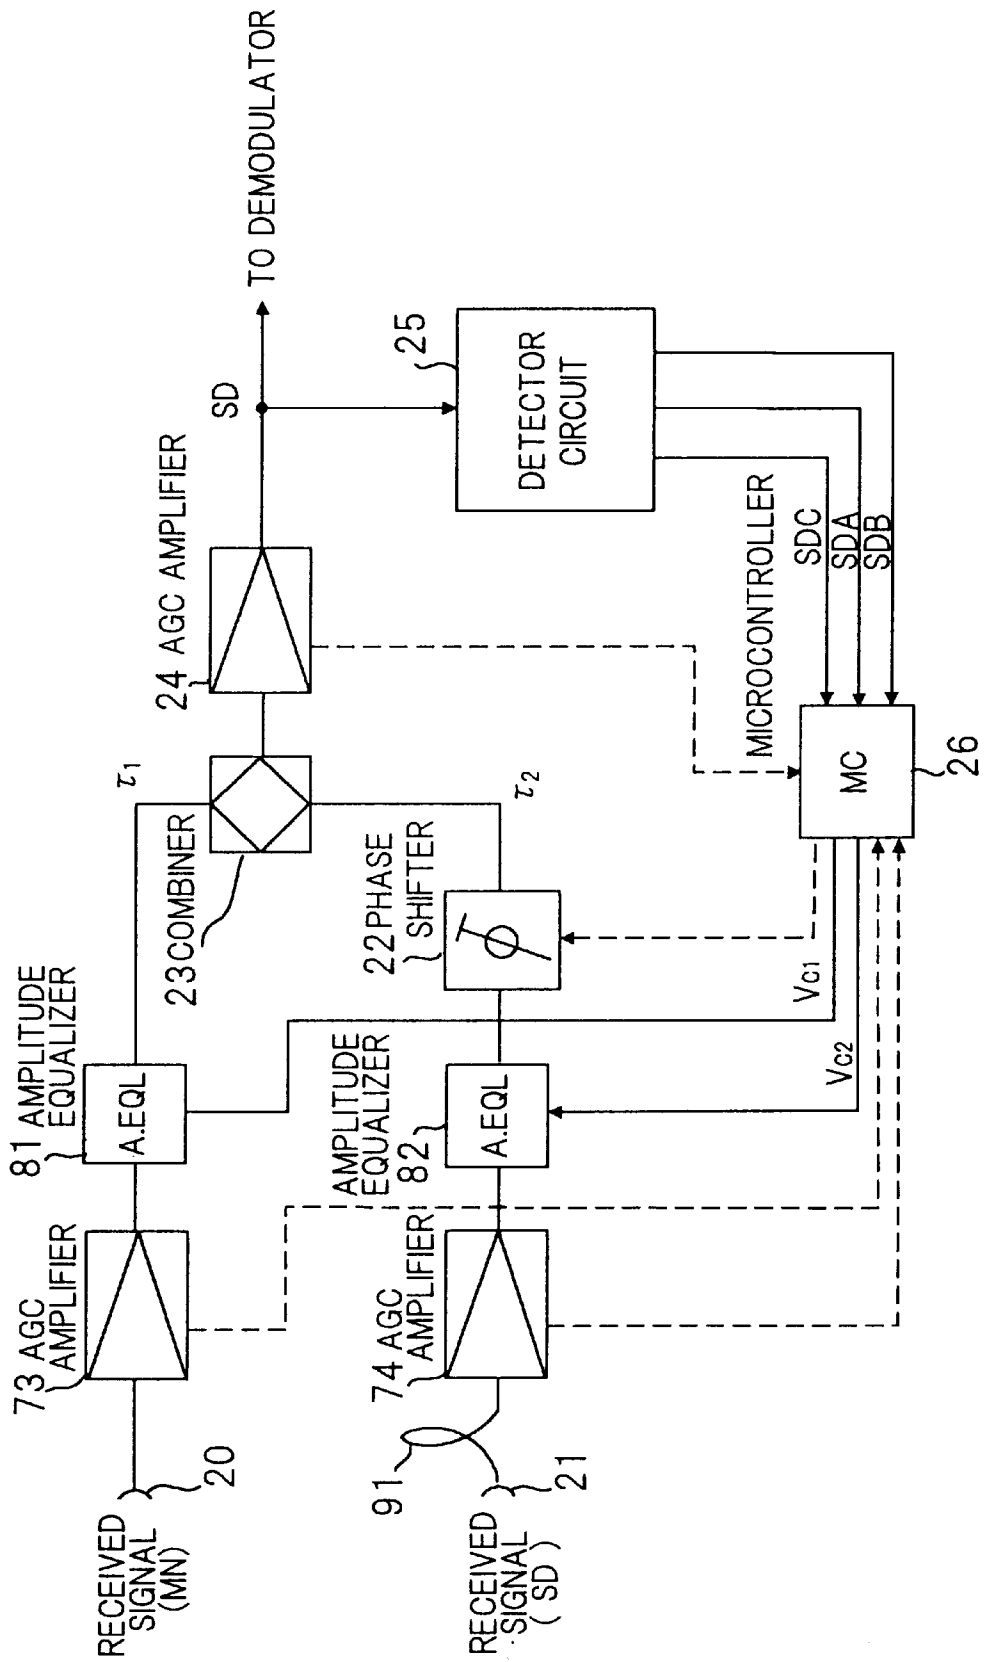 RECEIVED
SIGNAL
(MN)
20
73 AGC
AMPLIFIER
81 AMPLITUDE
EQUALIZER
A.EQL
τ1
23 COMBINER
24 AGC AMPLIFIER
SD
TO DEMODULATOR
RECEIVED
SIGNAL
(SD)
21
91
74 AGC
AMPLIFIER
AMPLITUDE
EQUALIZER
82
A.EQL
22 PHASE
SHIFTER
τ2
25
DETECTOR
CIRCUIT
VC1
VC2
MICROCONTROLLER
MC
26
SDC
SDA
SDB